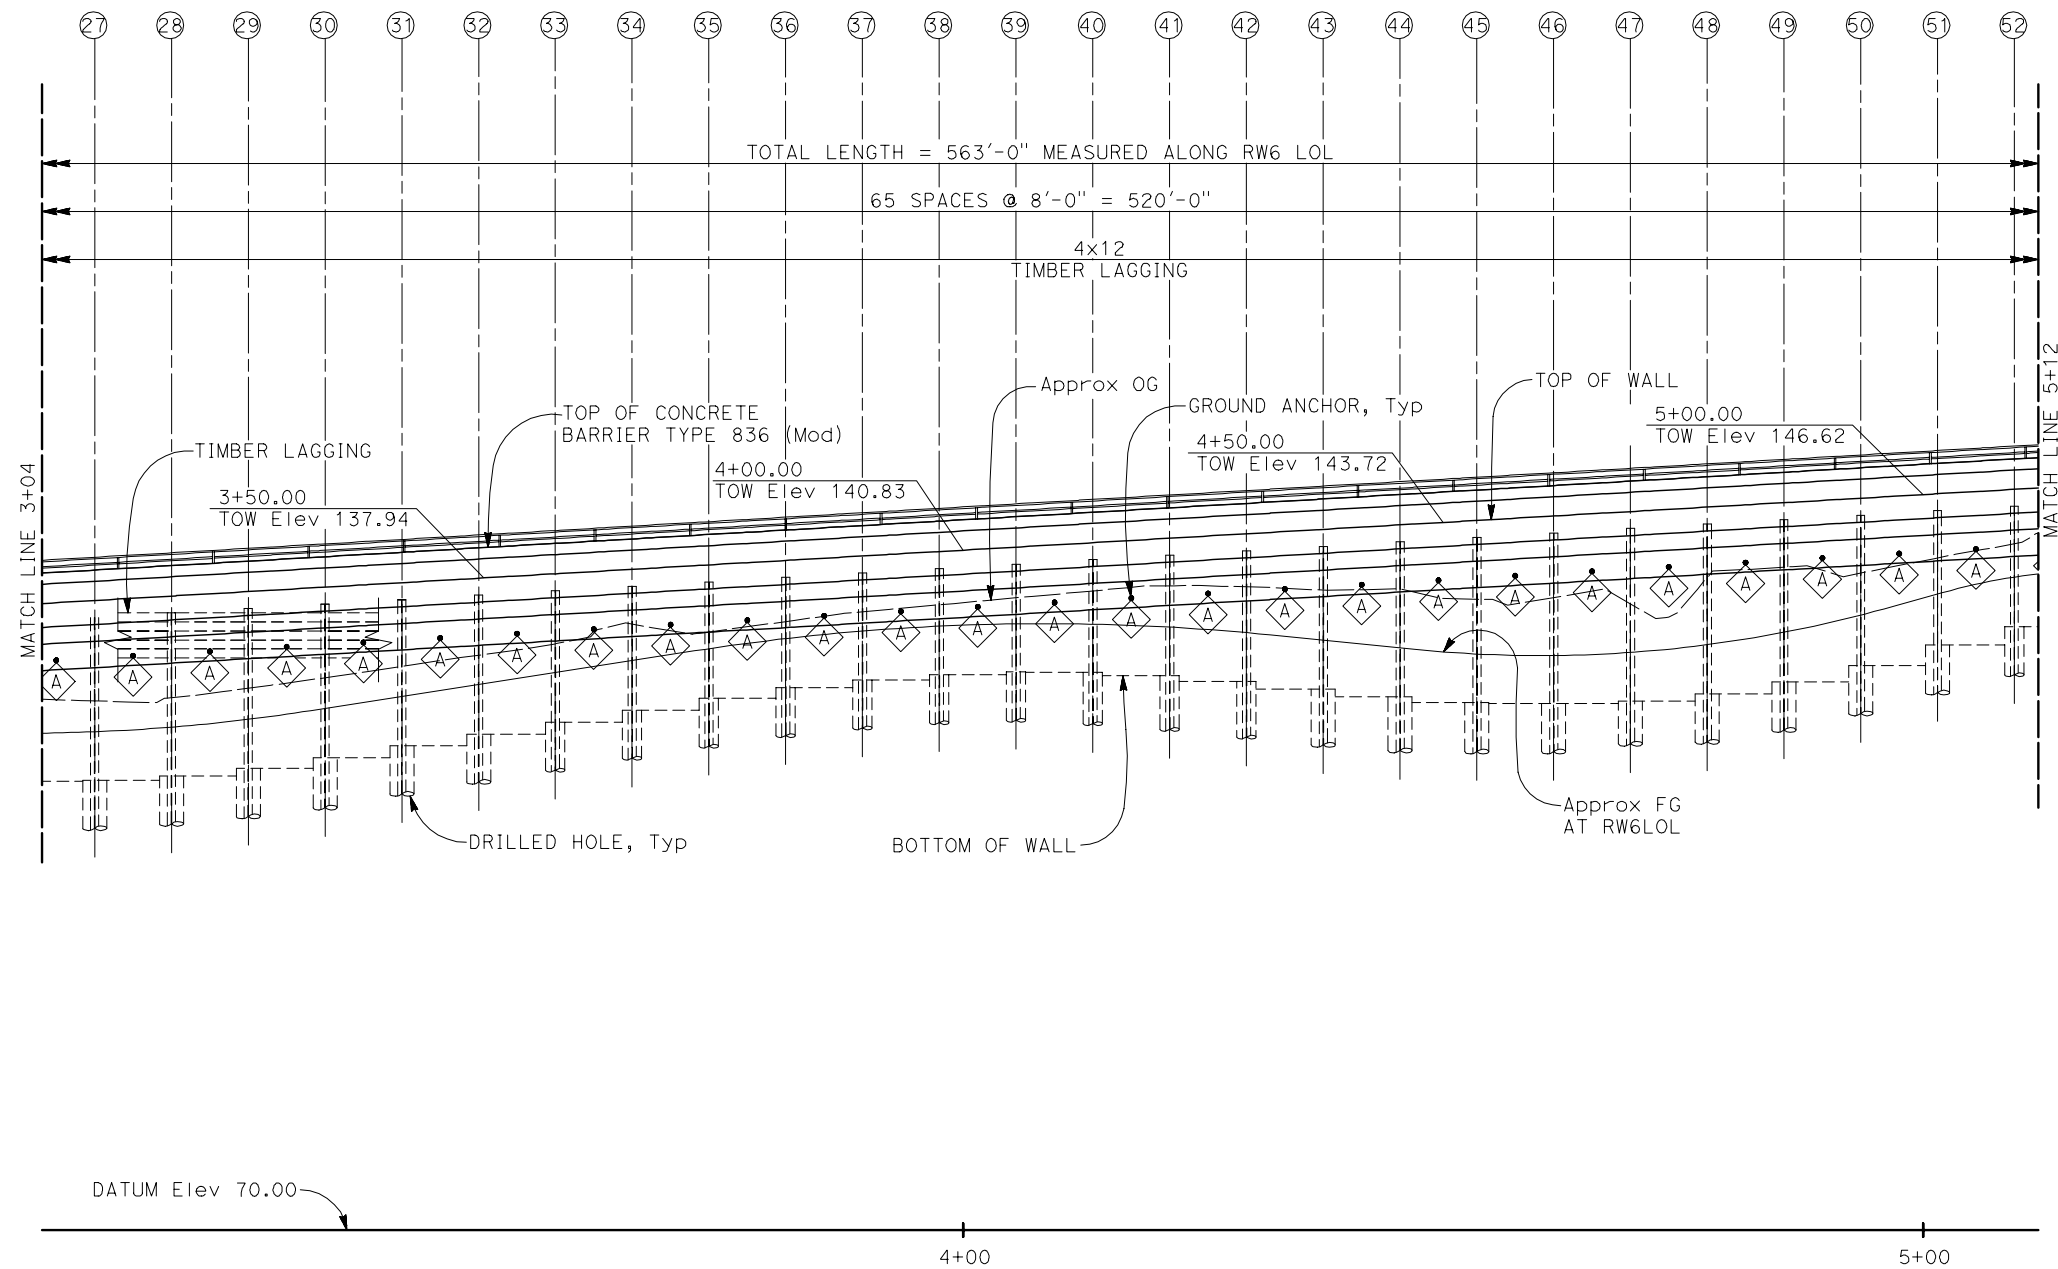 27 28 29 30 31 32 33 34 35 36 37 38 39 40 41 42 43 44 45 46 47 48 49 50 51 52
TOTAL LENGTH = 563'-0" MEASURED ALONG RW6 LOL
65 SPACES @ 8'-0" = 520'-0"
4x12
TIMBER LAGGING
MATCH LINE 3+04
MATCH LINE 5+12
TIMBER LAGGING
3+50.00
TOW Elev 137.94
TOP OF CONCRETE
BARRIER TYPE 836 (Mod)
4+00.00
TOW Elev 140.83
Approx OG
GROUND ANCHOR, Typ
4+50.00
TOW Elev 143.72
TOP OF WALL
5+00.00
TOW Elev 146.62
A A A A A A A A A A A A A A A A A A A A A A A A A A
DRILLED HOLE, Typ
BOTTOM OF WALL
Approx FG
AT RW6LOL
DATUM Elev 70.00
4+00
5+00